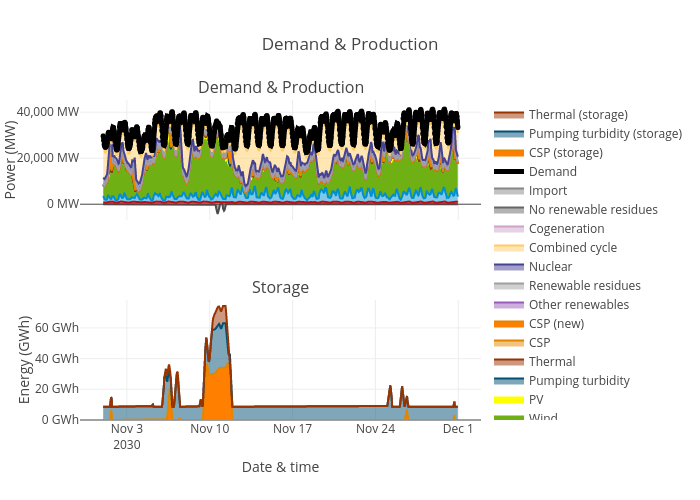 Demand & Production
Demand & Production
40,000 MW
20,000 MW
0 MW
Power (MW)
Storage
60 GWh
40 GWh
20 GWh
0 GWh
Energy (GWh)
Nov 3
2030
Nov 10
Nov 17
Nov 24
Dec 1
Date & time
Thermal (storage)
Pumping turbidity (storage)
CSP (storage)
Demand
Import
No renewable residues
Cogeneration
Combined cycle
Nuclear
Renewable residues
Other renewables
CSP (new)
CSP
Thermal
Pumping turbidity
PV
Wind